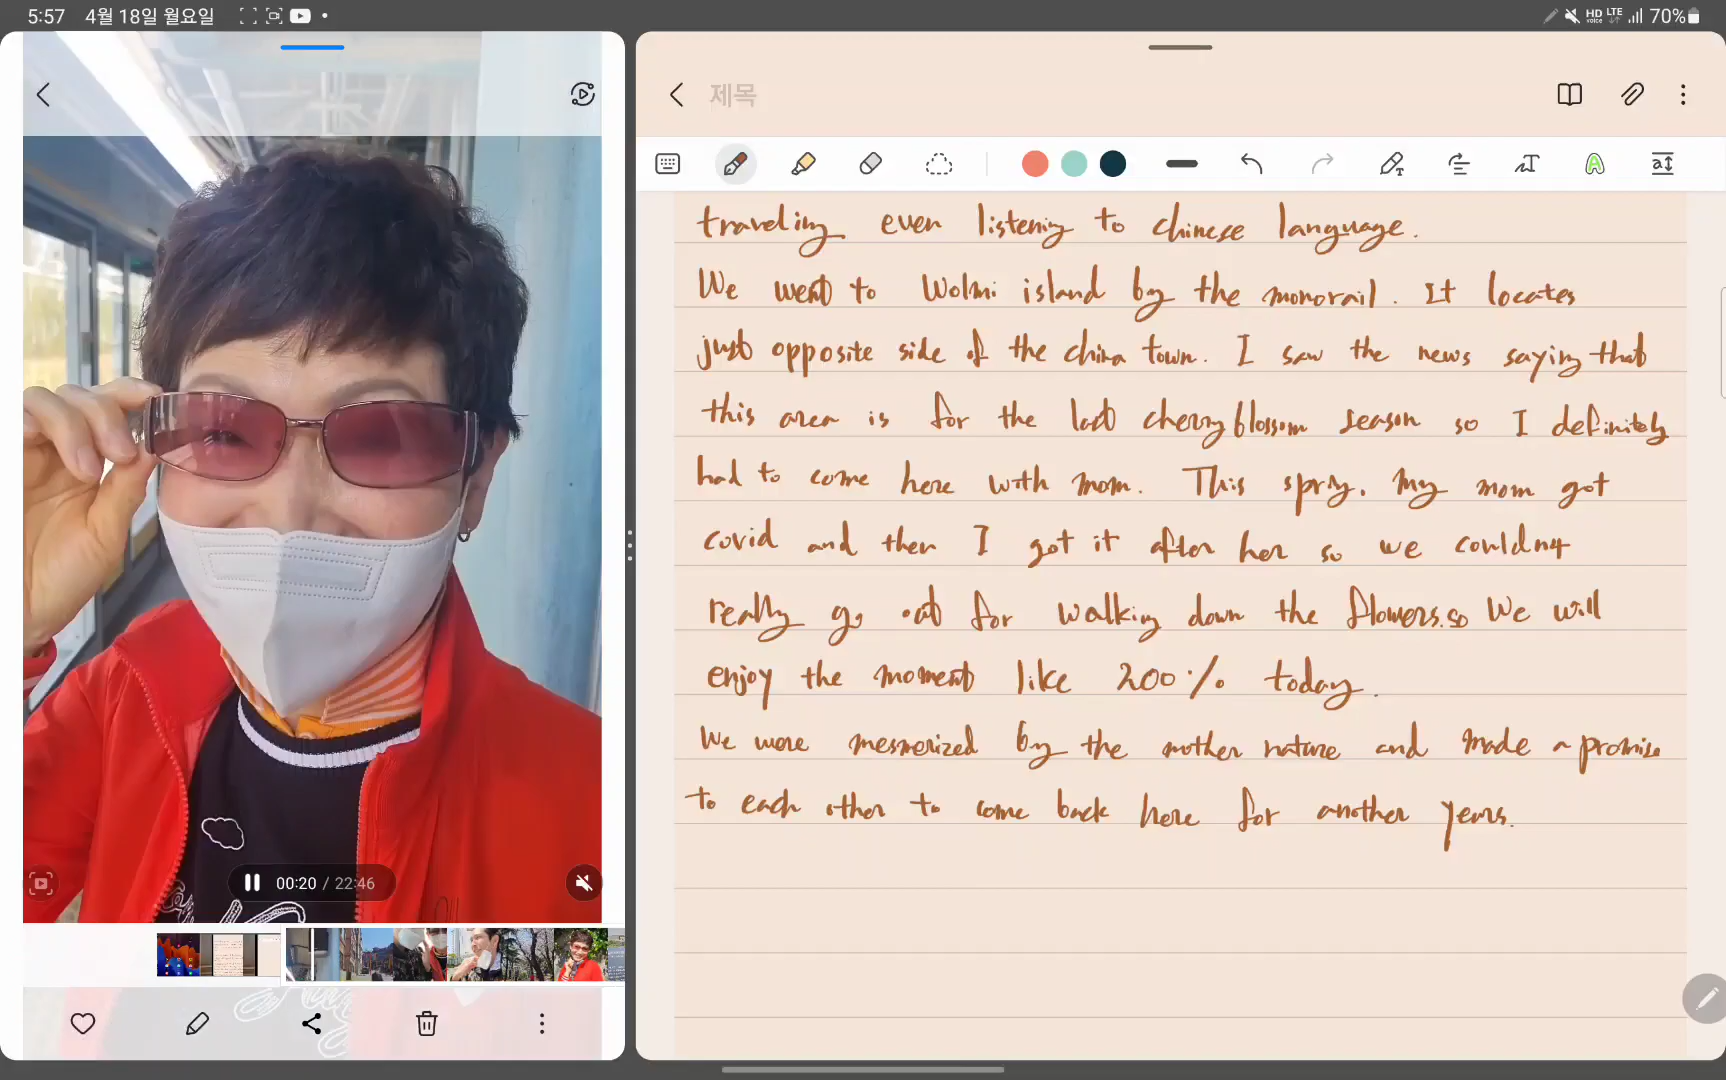 5:57 4월 18일 월요일
HD voice LTE 70%
제목
traveling even listening to chinese language.
We went to Wolmi island by the monorail. It locates
just opposite side of the china town. I saw the news saying that
this area is for the last cherry blossom season so I definitely
had to come here with mom. This spring, my mom got
covid and then I got it after her so we couldn't
really go out for walking down the flowers. so We will
enjoy the moment like 200% today.
We were mesmerized by the mother nature and made a promise
to each other to come back here for another years.
00:20 / 22:46